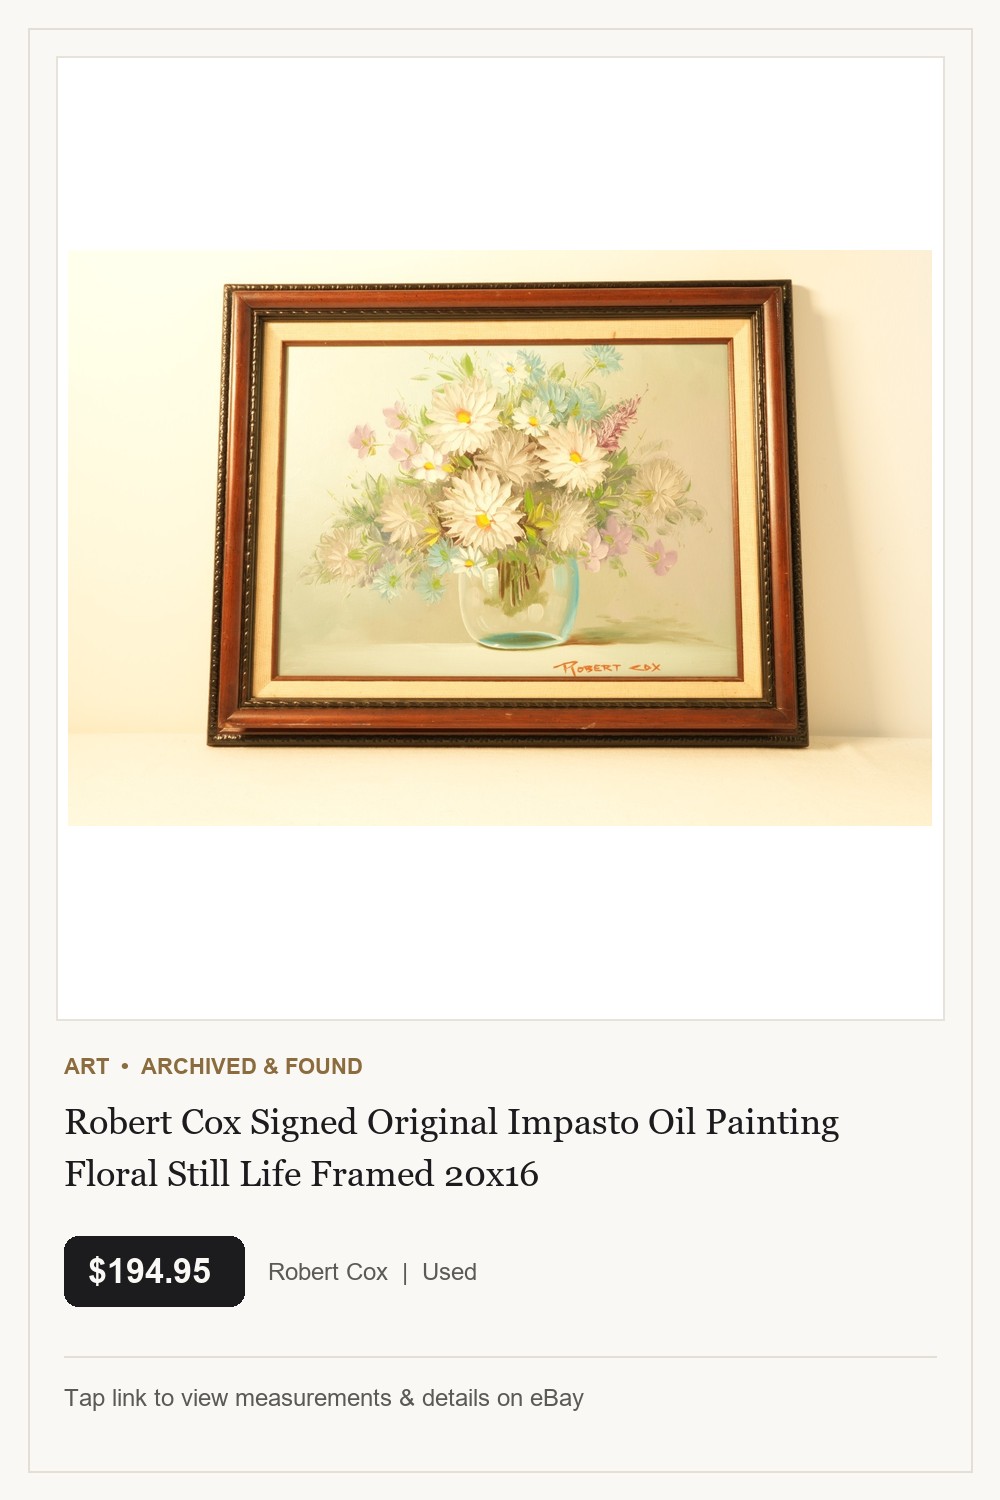 ROBERT COX
ART • ARCHIVED & FOUND
Robert Cox Signed Original Impasto Oil Painting
Floral Still Life Framed 20x16
$194.95
Robert Cox | Used
Tap link to view measurements & details on eBay